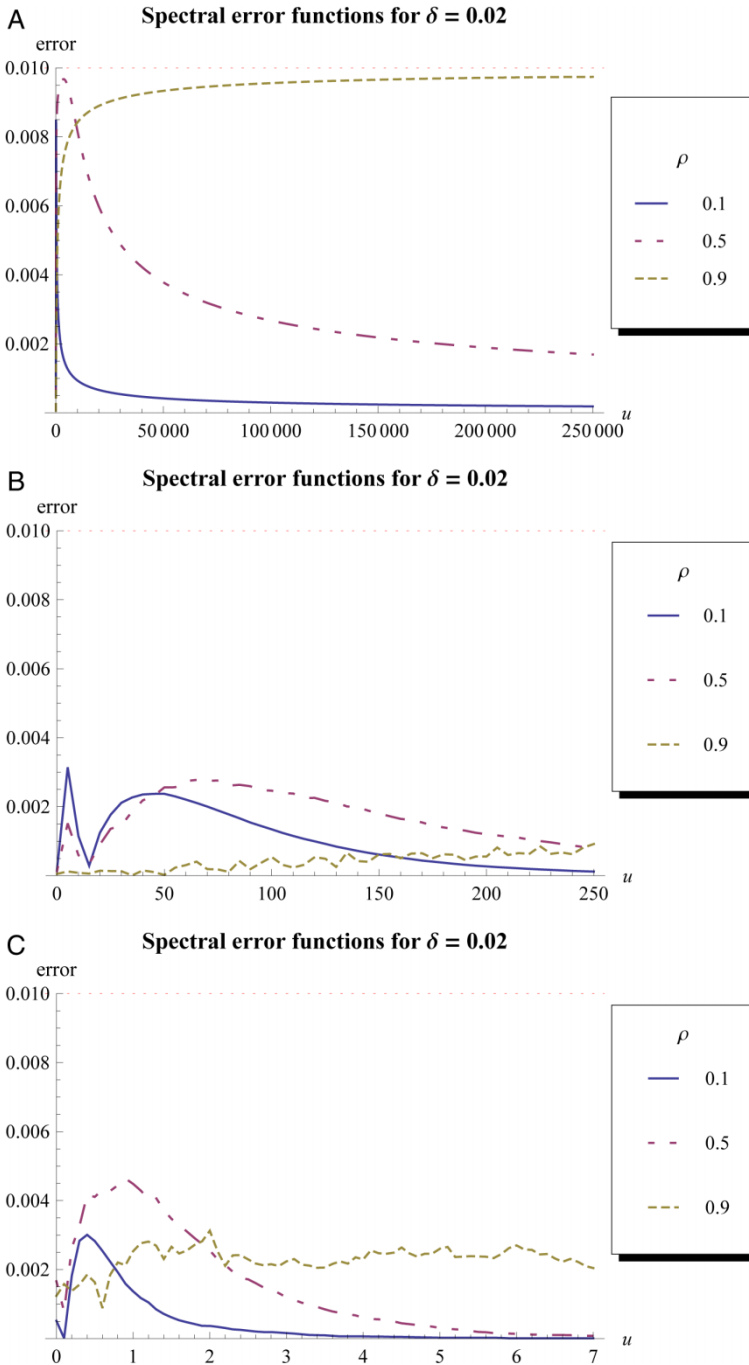 A
Spectral error functions for δ = 0.02
error
0.010
0.008
0.006
0.004
0.002
0 50 000 100 000 150 000 200 000 250 000 u
ρ
0.1
0.5
0.9
B
Spectral error functions for δ = 0.02
error
0.010
0.008
0.006
0.004
0.002
0 50 100 150 200 250 u
ρ
0.1
0.5
0.9
C
Spectral error functions for δ = 0.02
error
0.010
0.008
0.006
0.004
0.002
0 1 2 3 4 5 6 7 u
ρ
0.1
0.5
0.9